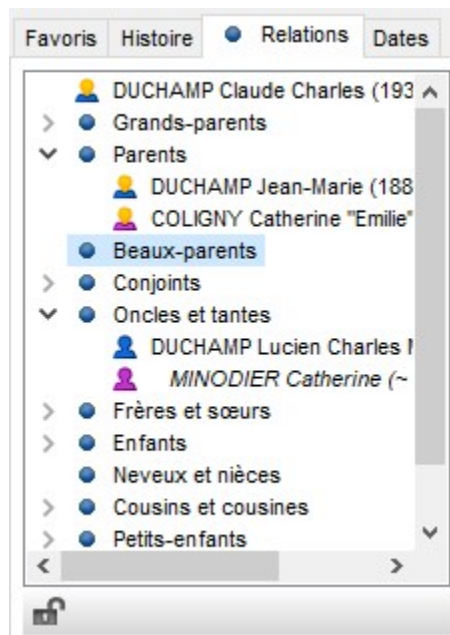 Favoris Histoire Relations Dates
DUCHAMP Claude Charles (193
Grands-parents
Parents
DUCHAMP Jean-Marie (188
COLIGNY Catherine "Emilie"
Beaux-parents
Conjoints
Oncles et tantes
DUCHAMP Lucien Charles
MINODIER Catherine (~
Frères et sœurs
Enfants
Neveux et nièces
Cousins et cousines
Petits-enfants